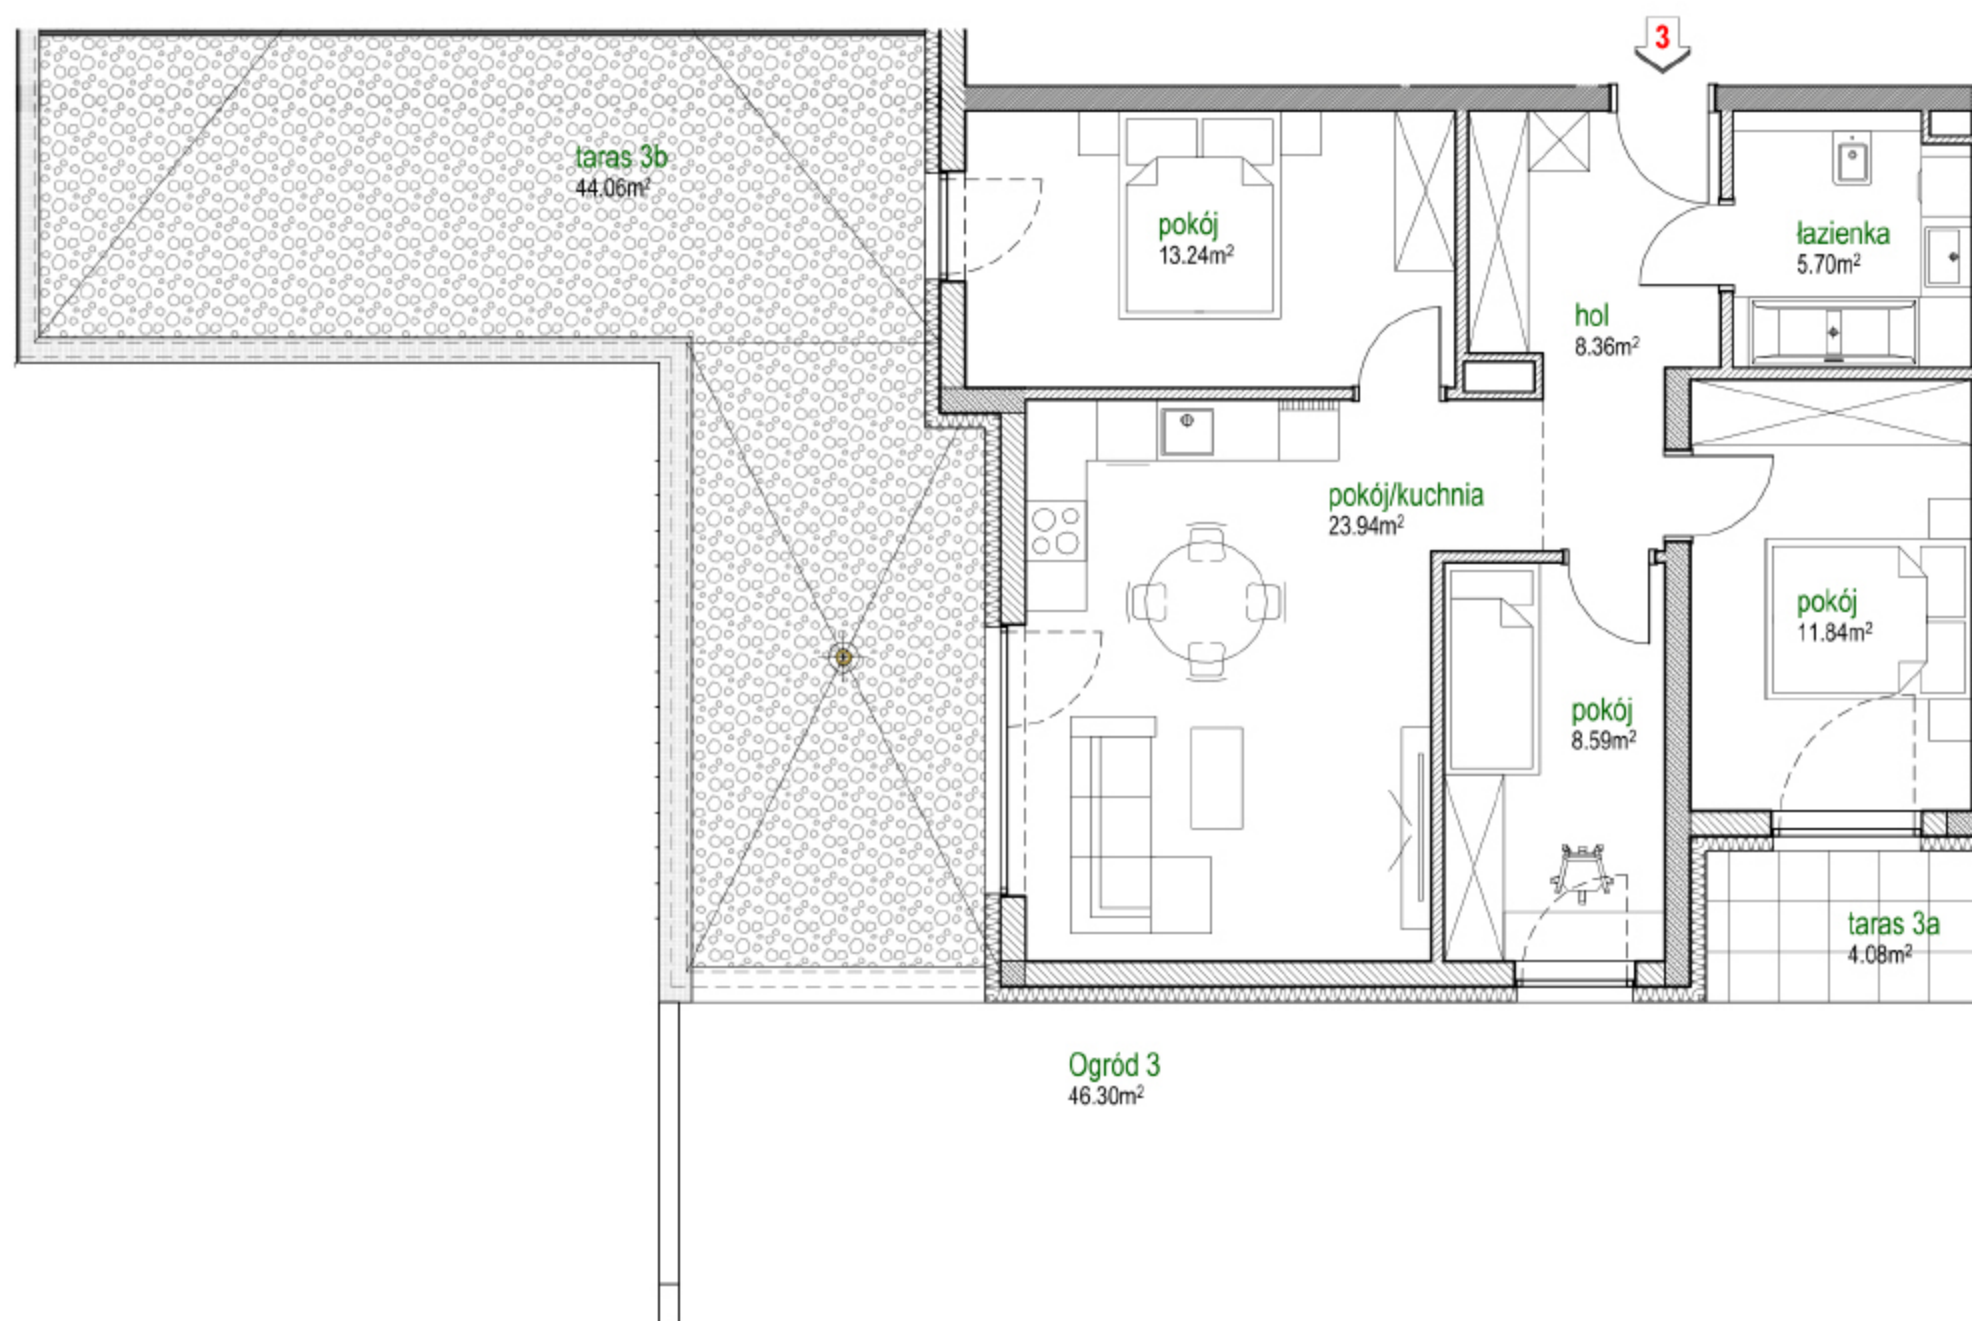 3
taras 3b
44.06m²
pokój
13.24m²
łazienka
5.70m²
hol
8.36m²
pokój/kuchnia
23.94m²
pokój
11.84m²
pokój
8.59m²
taras 3a
4.08m²
Ogród 3
46.30m²